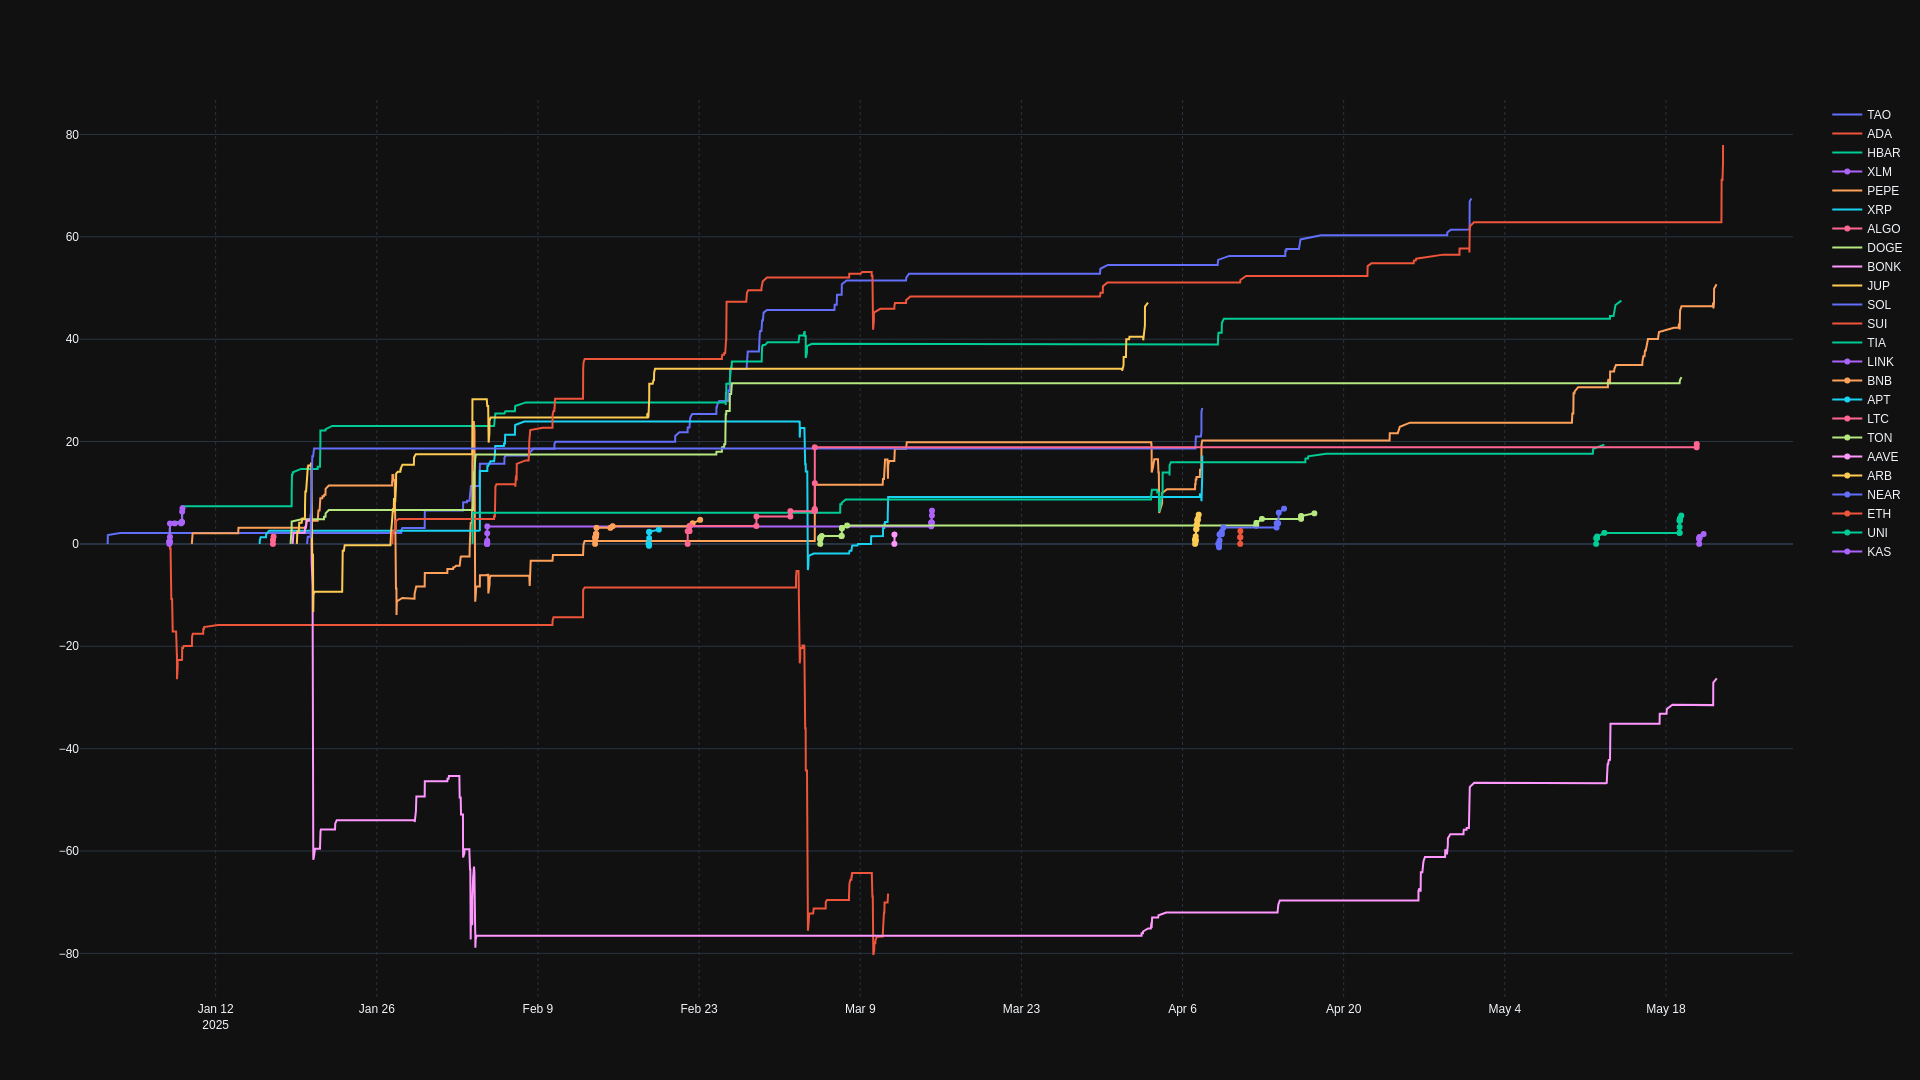 80
60
40
20
0
−20
−40
−60
−80
Jan 12
2025
Jan 26
Feb 9
Feb 23
Mar 9
Mar 23
Apr 6
Apr 20
May 4
May 18
TAO
ADA
HBAR
XLM
PEPE
XRP
ALGO
DOGE
BONK
JUP
SOL
SUI
TIA
LINK
BNB
APT
LTC
TON
AAVE
ARB
NEAR
ETH
UNI
KAS